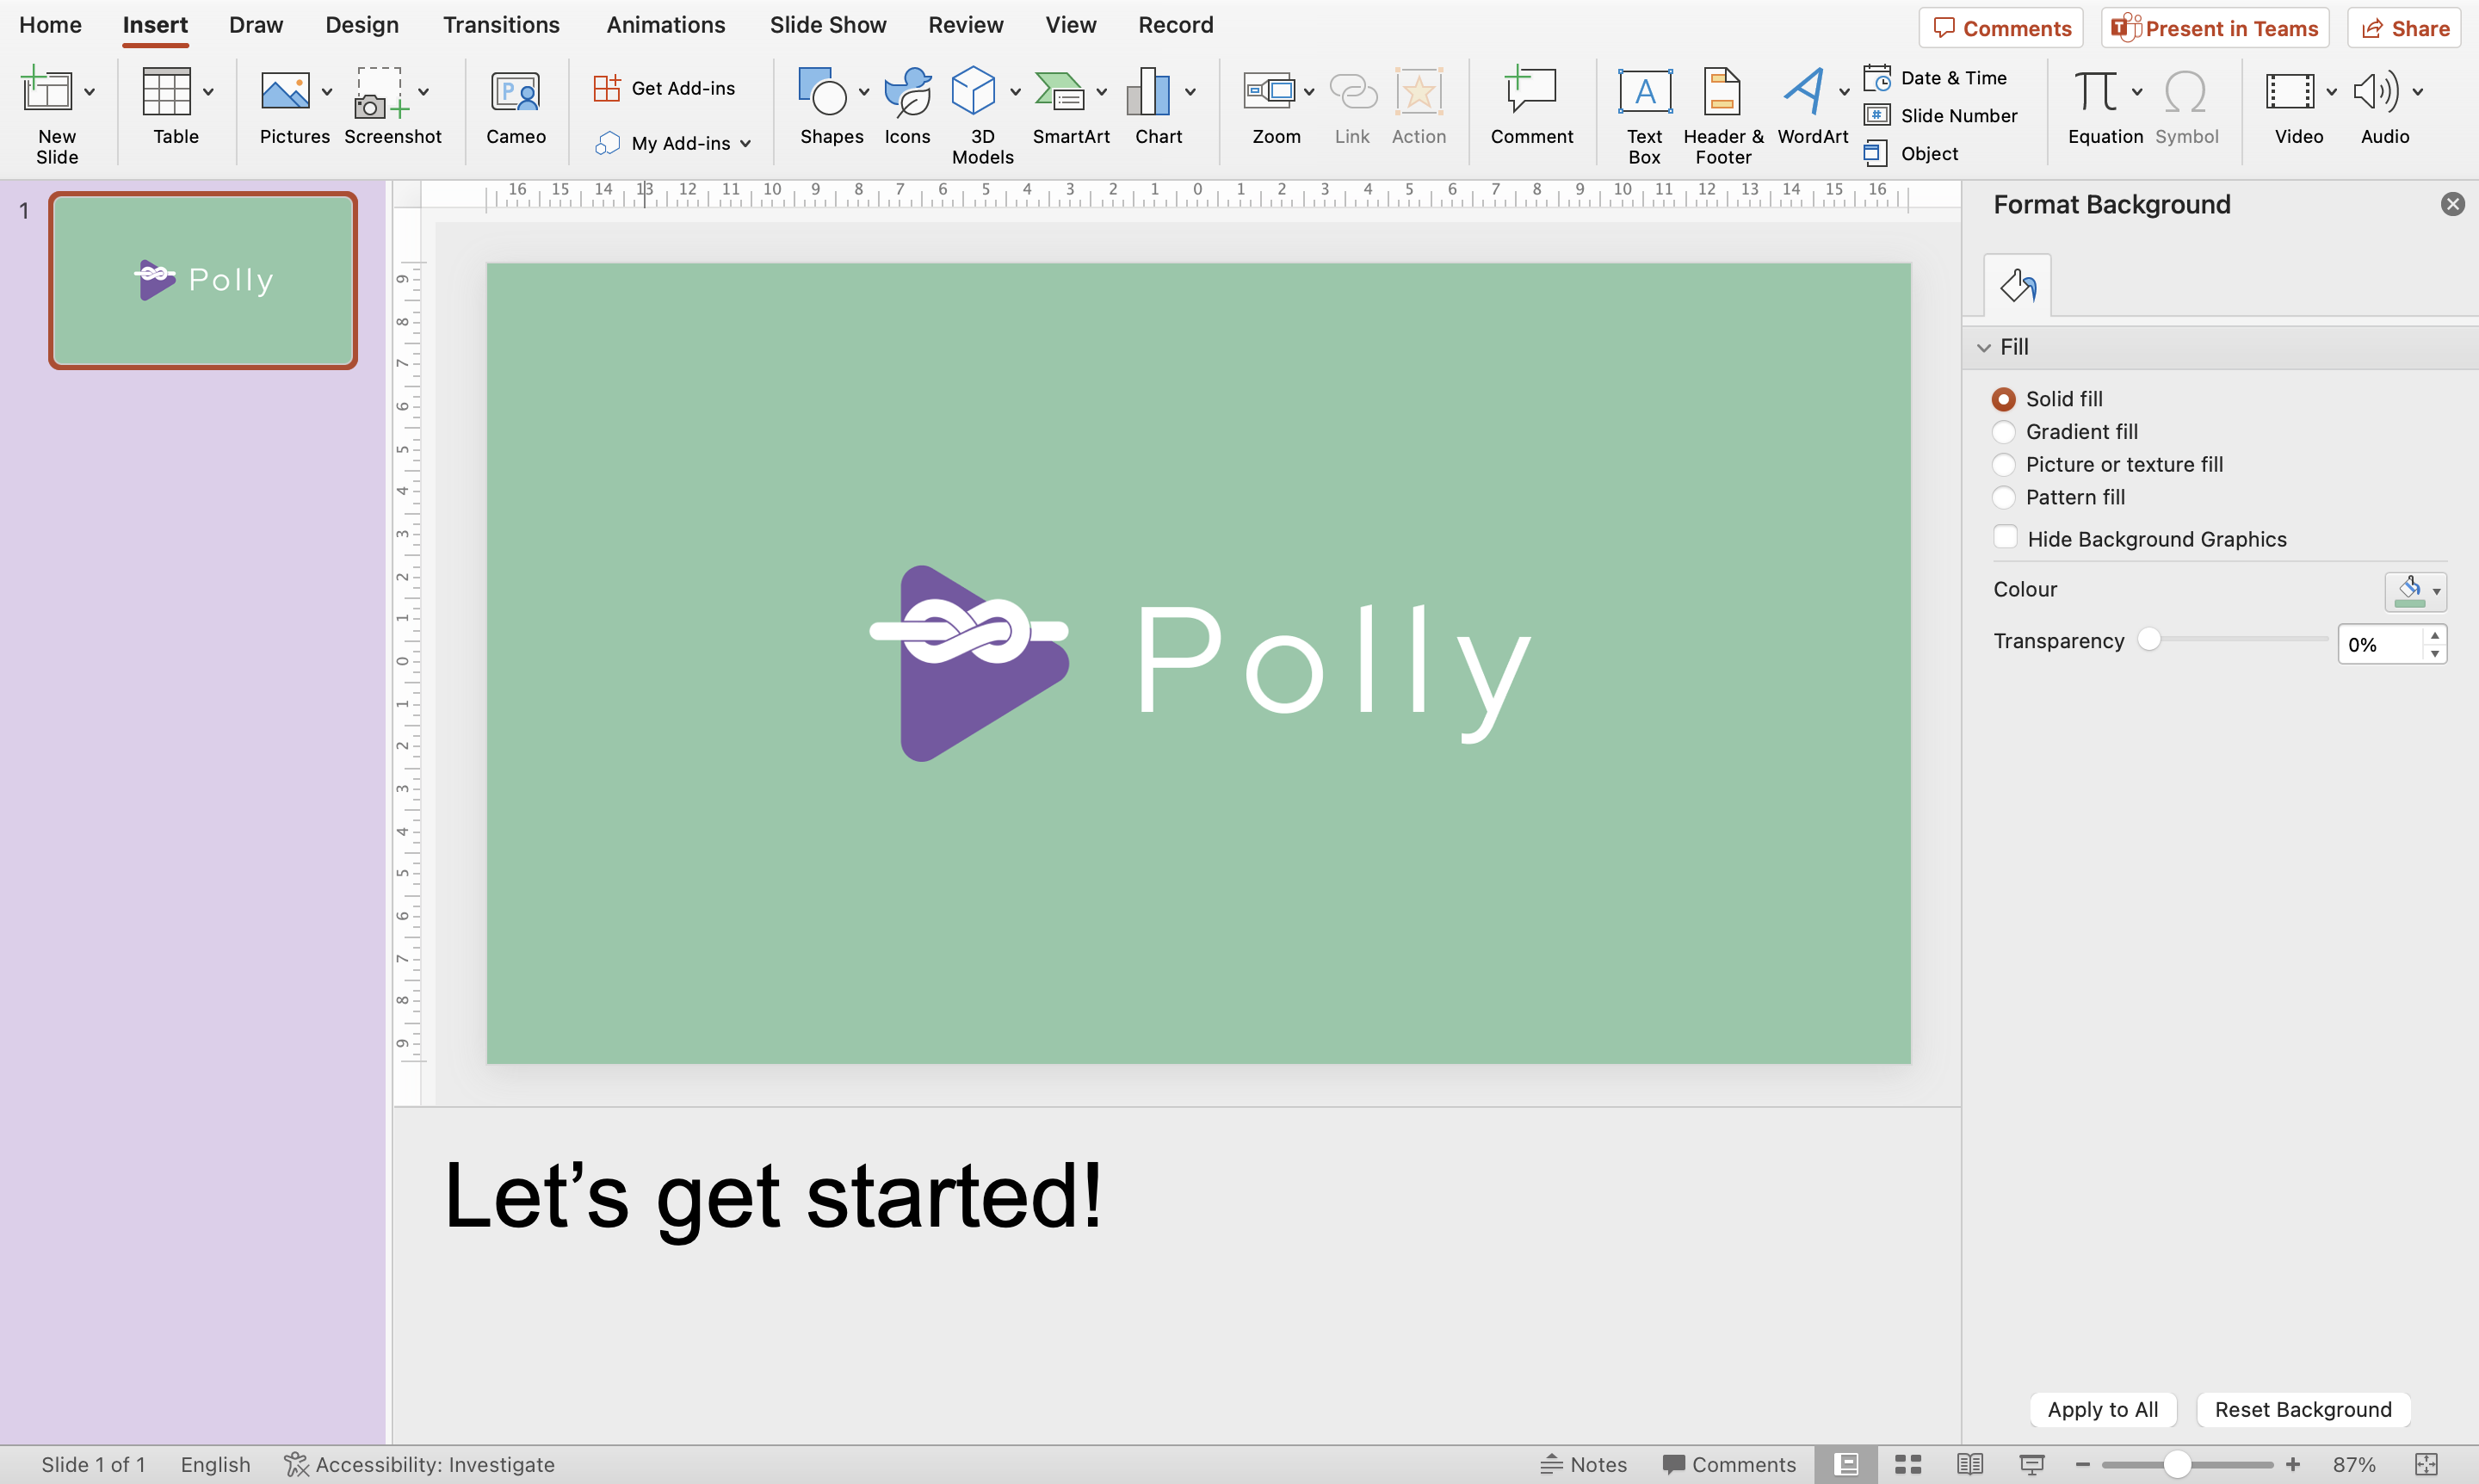 Home Insert Draw Design Transitions Animations Slide Show Review View Record Comments Present in Teams Share
New Slide
Table
Pictures
Screenshot
Cameo
Get Add-ins
My Add-ins
Shapes
Icons
3D Models
SmartArt
Chart
Zoom
Link
Action
Comment
Text Box
Header & Footer
WordArt
Date & Time
Slide Number
Object
Equation
Symbol
Video
Audio
1
Polly
16 15 14 13 12 11 10 9 8 7 6 5 4 3 2 1 0 1 2 3 4 5 6 7 8 9 10 11 12 13 14 15 16
9
8
7
6
5
4
3
2
1
0
1
2
3
4
5
6
7
8
9
Polly
Let’s get started!
Format Background
Fill
Solid fill
Gradient fill
Picture or texture fill
Pattern fill
Hide Background Graphics
Colour
Transparency 0%
Apply to All Reset Background
Slide 1 of 1 English Accessibility: Investigate Notes Comments 87%